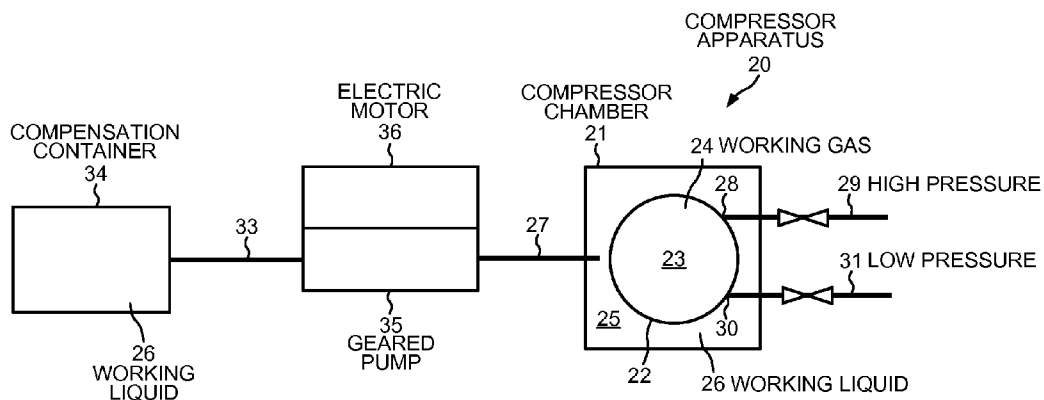 COMPRESSOR
APPARATUS
20
COMPRESSOR
CHAMBER
21
ELECTRIC
MOTOR
36
COMPENSATION
CONTAINER
34
24 WORKING GAS
28
29 HIGH PRESSURE
33
27
23
31 LOW PRESSURE
25
30
35
GEARED
PUMP
22
26
WORKING
LIQUID
26 WORKING LIQUID